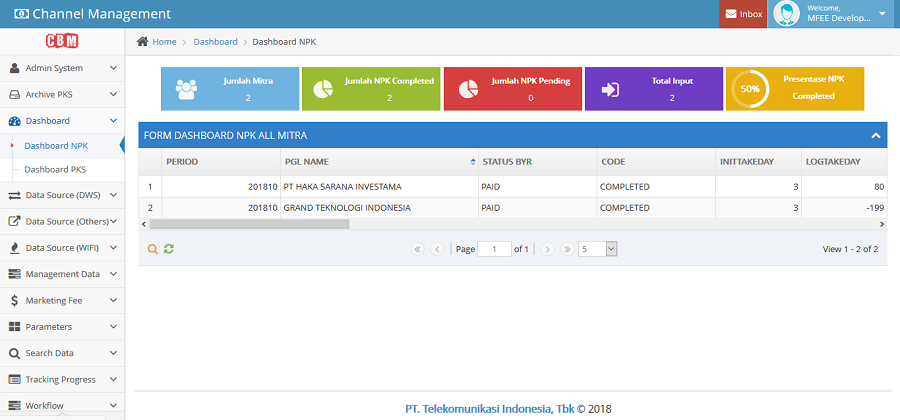 Channel Management
Inbox
Welcome,
MFEE Develop...
CBM
Home
Dashboard
Dashboard NPK
Admin System
Archive PKS
Dashboard
Dashboard NPK
Dashboard PKS
Data Source (DWS)
Data Source (Others)
Data Source (WIFI)
Management Data
Marketing Fee
Parameters
Search Data
Tracking Progress
Workflow
Jumlah Mitra
2
Jumlah NPK Completed
2
Jumlah NPK Pending
0
Total Input
2
50%
Presentase NPK
Completed
FORM DASHBOARD NPK ALL MITRA
PERIOD PGL NAME STATUS BYR CODE INITTAKEDAY LOGTAKEDAY
1 201810 PT HAKA SARANA INVESTAMA PAID COMPLETED 3 80
2 201810 GRAND TEKNOLOGI INDONESIA PAID COMPLETED 3 -199
Page 1 of 1 5 View 1 - 2 of 2
PT. Telekomunikasi Indonesia, Tbk © 2018